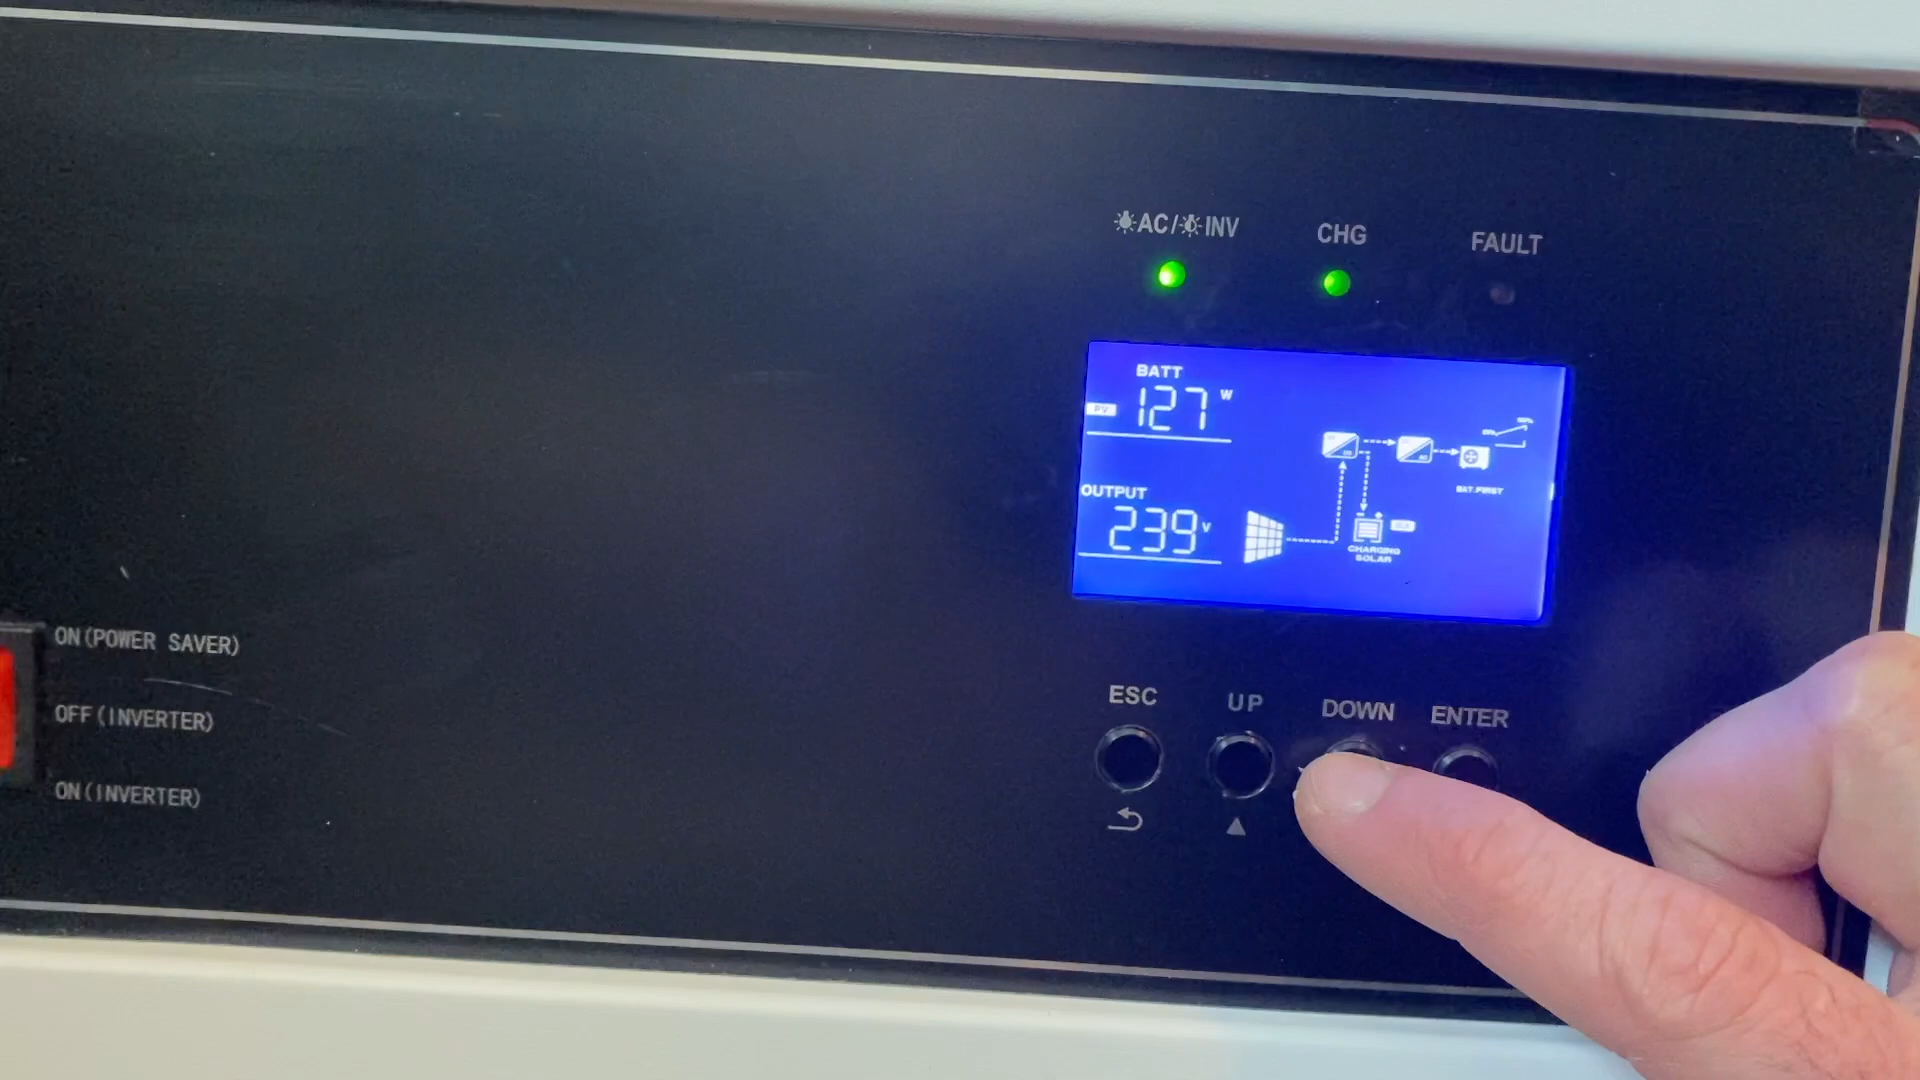 AC/ INV
CHG
FAULT
BATT
127 W
PV
OUTPUT
239 V
BAT.FIRST
CHARGING
SOLAR
ON(POWER SAVER)
OFF(INVERTER)
ON(INVERTER)
ESC
UP
DOWN
ENTER